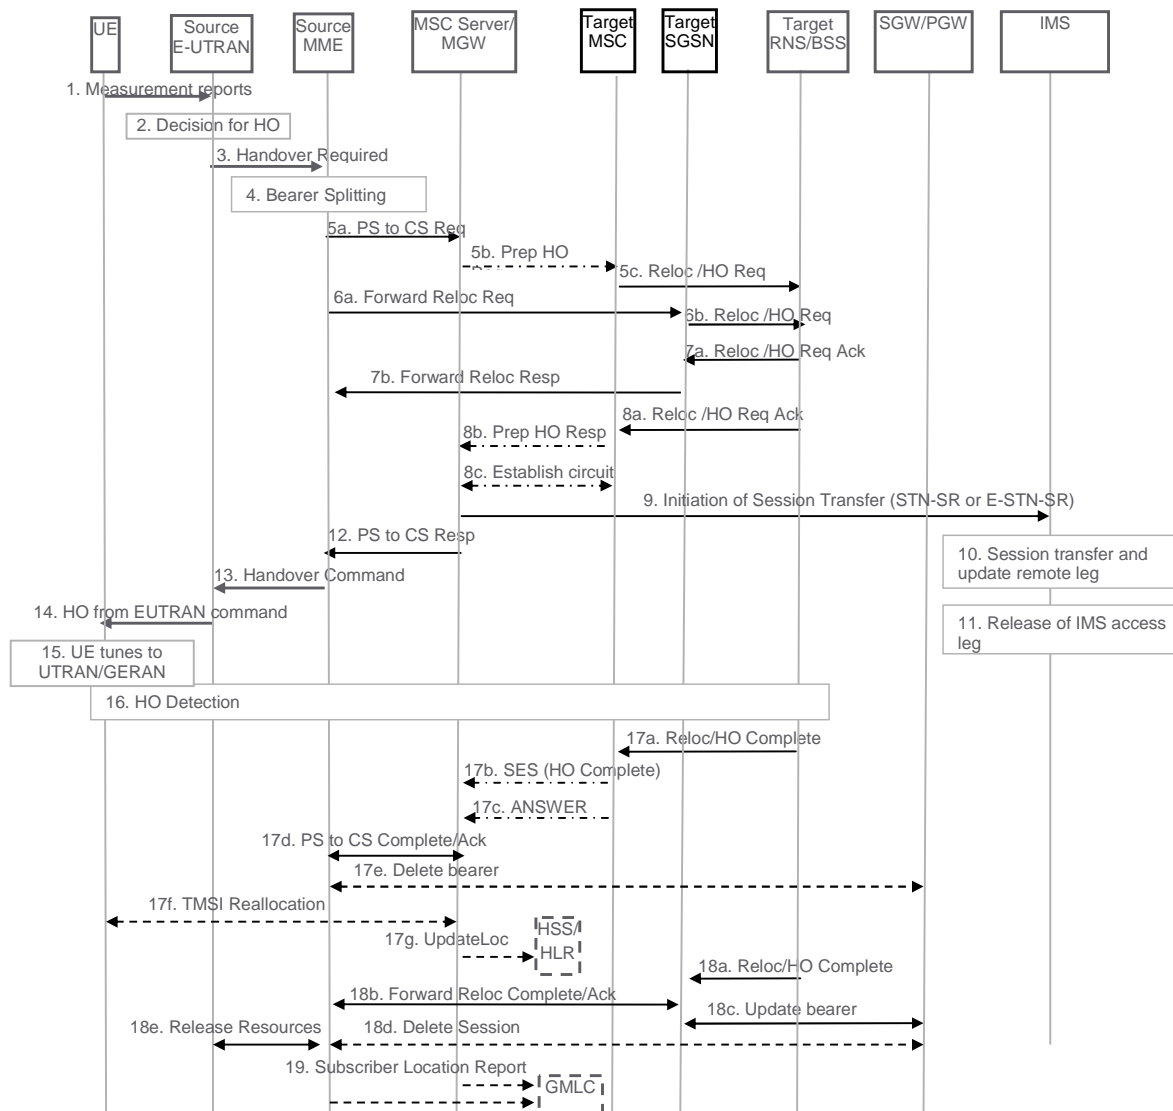 UE
Source
E-UTRAN
Source
MME
MSC Server/
MGW
Target
MSC
Target
SGSN
Target
RNS/BSS
SGW/PGW
IMS
1. Measurement reports
2. Decision for HO
3. Handover Required
4. Bearer Splitting
5a. PS to CS Req
5b. Prep HO
5c. Reloc /HO Req
6a. Forward Reloc Req
6b. Reloc /HO Req
7a. Reloc /HO Req Ack
7b. Forward Reloc Resp
8a. Reloc /HO Req Ack
8b. Prep HO Resp
8c. Establish circuit
9. Initiation of Session Transfer (STN-SR or E-STN-SR)
12. PS to CS Resp
10. Session transfer and
update remote leg
13. Handover Command
14. HO from EUTRAN command
11. Release of IMS access
leg
15. UE tunes to
UTRAN/GERAN
16. HO Detection
17a. Reloc/HO Complete
17b. SES (HO Complete)
17c. ANSWER
17d. PS to CS Complete/Ack
17e. Delete bearer
17f. TMSI Reallocation
HSS/
HLR
17g. UpdateLoc
18a. Reloc/HO Complete
18b. Forward Reloc Complete/Ack
18c. Update bearer
18e. Release Resources
18d. Delete Session
19. Subscriber Location Report
GMLC